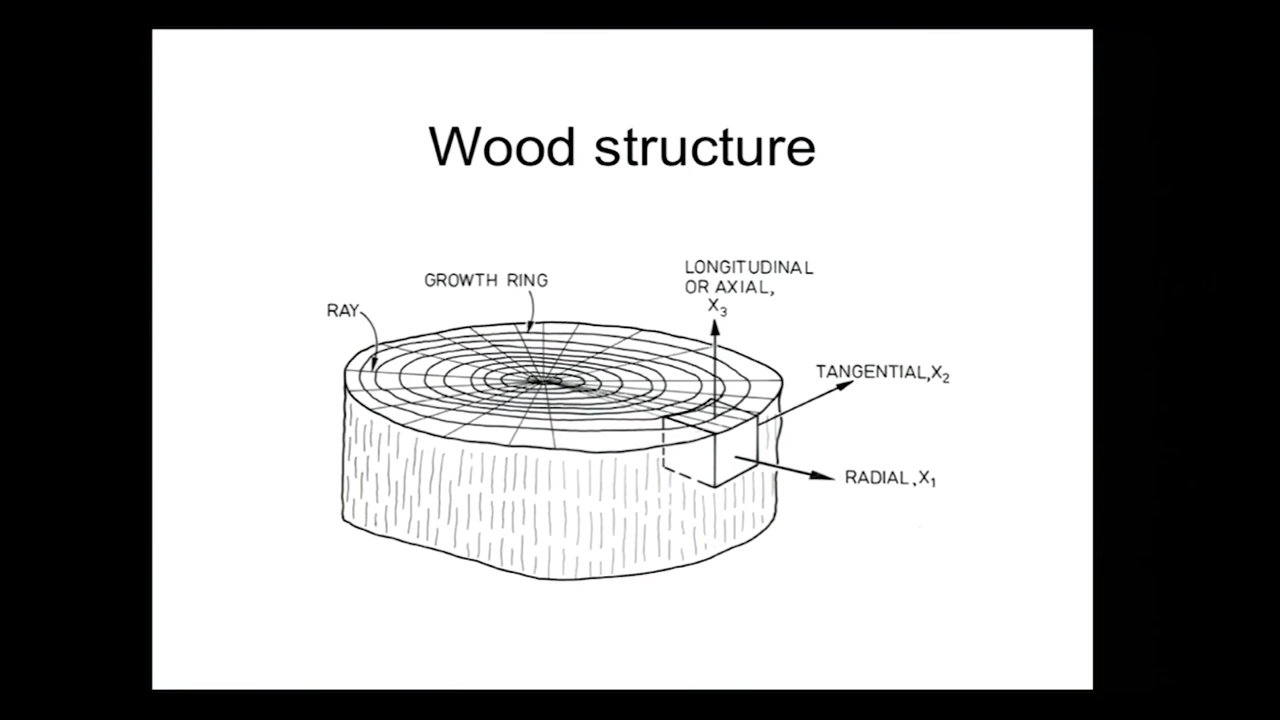 Wood structure
GROWTH RING
RAY
LONGITUDINAL
OR AXIAL,
X₃
TANGENTIAL,X₂
RADIAL,X₁